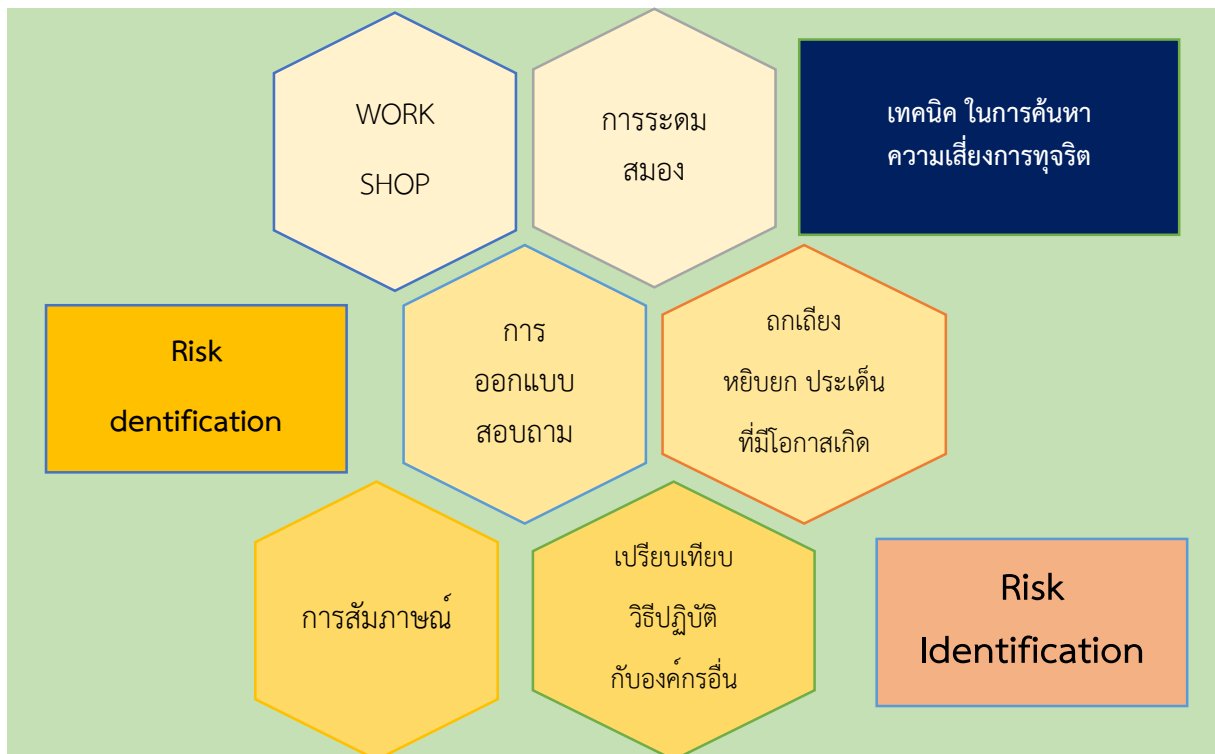 WORK
SHOP
การระดม
สมอง
เทคนิค ในการค้นหา
ความเสี่ยงการทุจริต
Risk
dentification
การ
ออกแบบ
สอบถาม
ถกเถียง
หยิบยก ประเด็น
ที่มีโอกาสเกิด
การสัมภาษณ์
เปรียบเทียบ
วิธีปฏิบัติ
กับองค์กรอื่น
Risk
Identification